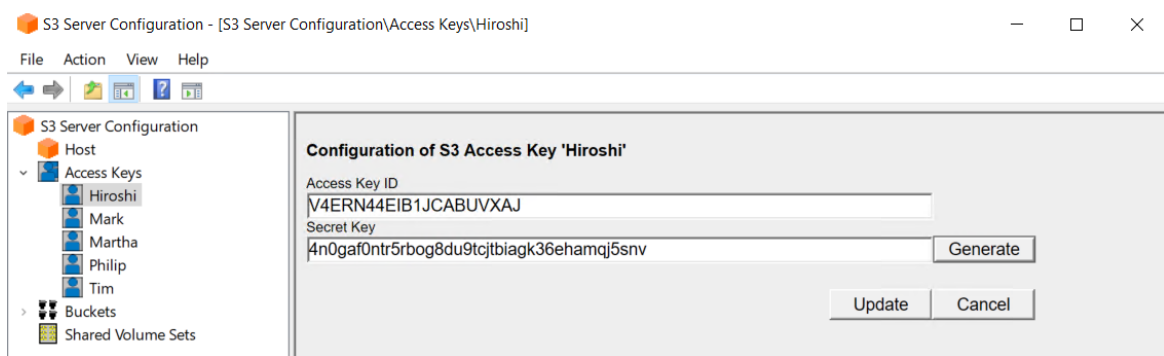 S3 Server Configuration - [S3 Server Configuration\Access Keys\Hiroshi]
File Action View Help
S3 Server Configuration
Host
Access Keys
Hiroshi
Mark
Martha
Philip
Tim
Buckets
Shared Volume Sets
Configuration of S3 Access Key 'Hiroshi'
Access Key ID
V4ERN44EIB1JCABUVXAJ
Secret Key
4n0gaf0ntr5rbog8du9tcjtbiagk36ehamqj5snv
Generate
Update Cancel